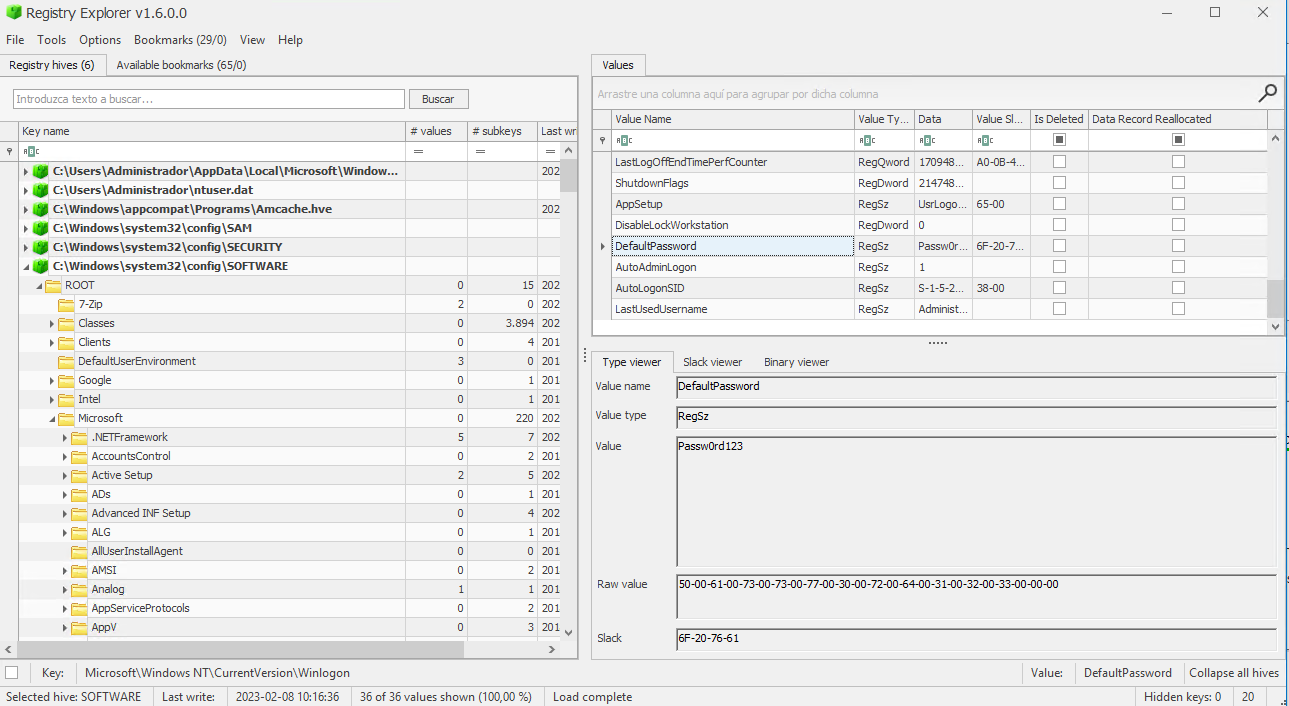 Registry Explorer v1.6.0.0
File Tools Options Bookmarks (29/0) View Help
Registry hives (6) Available bookmarks (65/0)
Introduzca texto a buscar... Buscar
Key name # values # subkeys Last wr
= = =
C:\Users\Administrador\AppData\Local\Microsoft\Window... 202
C:\Users\Administrador\ntuser.dat
C:\Windows\appcompat\Programs\Amcache.hve 202
C:\Windows\system32\config\SAM
C:\Windows\system32\config\SECURITY
C:\Windows\system32\config\SOFTWARE
ROOT 0 15 202
7-Zip 2 0 202
Classes 0 3.894 202
Clients 0 4 201
DefaultUserEnvironment 3 0 201
Google 0 1 201
Intel 0 1 201
Microsoft 0 220 202
.NETFramework 5 7 202
AccountsControl 0 2 201
Active Setup 2 5 202
ADs 0 1 201
Advanced INF Setup 0 4 202
ALG 0 1 201
AllUserInstallAgent 0 0 201
AMSI 0 2 201
Analog 1 1 201
AppServiceProtocols 0 2 201
AppV 0 3 201
Values
Arrastre una columna aquí para agrupar por dicha columna
Value Name Value Ty... Data Value Sl... Is Deleted Data Record Reallocated
LastLogOffEndTimePerfCounter RegQword 170948... A0-0B-4...
ShutdownFlags RegDword 214748...
AppSetup RegSz UsrLogo... 65-00
DisableLockWorkstation RegDword 0
DefaultPassword RegSz Passw0r... 6F-20-7...
AutoAdminLogon RegSz 1
AutoLogonSID RegSz S-1-5-2... 38-00
LastUsedUsername RegSz Administ...
Type viewer Slack viewer Binary viewer
Value name DefaultPassword
Value type RegSz
Value Passw0rd123
Raw value 50-00-61-00-73-00-73-00-77-00-30-00-72-00-64-00-31-00-32-00-33-00-00-00
Slack 6F-20-76-61
Key: Microsoft\Windows NT\CurrentVersion\Winlogon Value: DefaultPassword Collapse all hives
Selected hive: SOFTWARE Last write: 2023-02-08 10:16:36 36 of 36 values shown (100,00 %) Load complete Hidden keys: 0 20